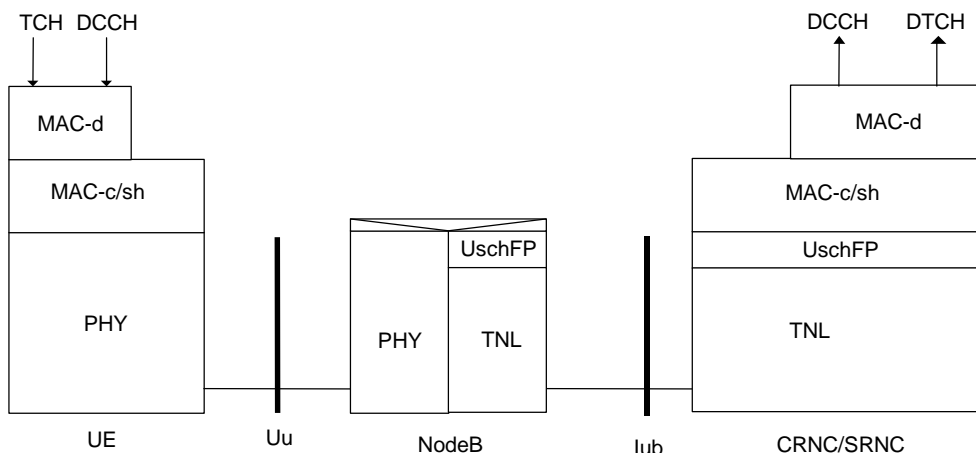 TCH DCCH
DCCH DTCH
MAC-d
MAC-d
MAC-c/sh
MAC-c/sh
UschFP
UschFP
PHY
PHY
TNL
TNL
UE
Uu
NodeB
Iub
CRNC/SRNC